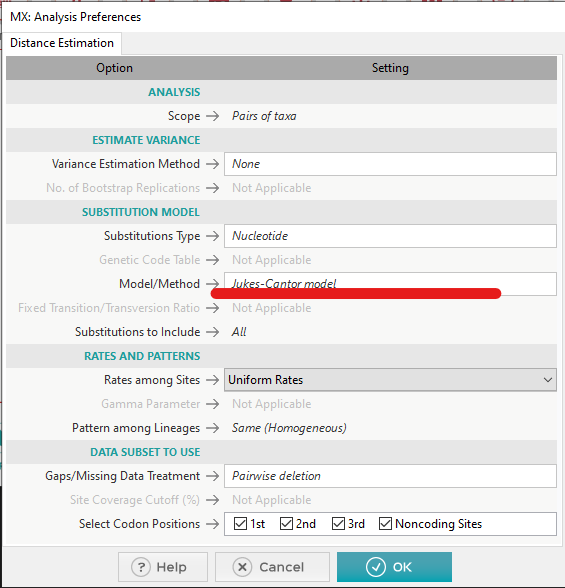 MX: Analysis Preferences
Distance Estimation
Option Setting
ANALYSIS
Scope → Pairs of taxa
ESTIMATE VARIANCE
Variance Estimation Method → None
No. of Bootstrap Replications → Not Applicable
SUBSTITUTION MODEL
Substitutions Type → Nucleotide
Genetic Code Table → Not Applicable
Model/Method → Jukes-Cantor model
Fixed Transition/Transversion Ratio → Not Applicable
Substitutions to Include → All
RATES AND PATTERNS
Rates among Sites → Uniform Rates
Gamma Parameter → Not Applicable
Pattern among Lineages → Same (Homogeneous)
DATA SUBSET TO USE
Gaps/Missing Data Treatment → Pairwise deletion
Site Coverage Cutoff (%) → Not Applicable
Select Codon Positions → 1st 2nd 3rd Noncoding Sites
? Help Cancel OK